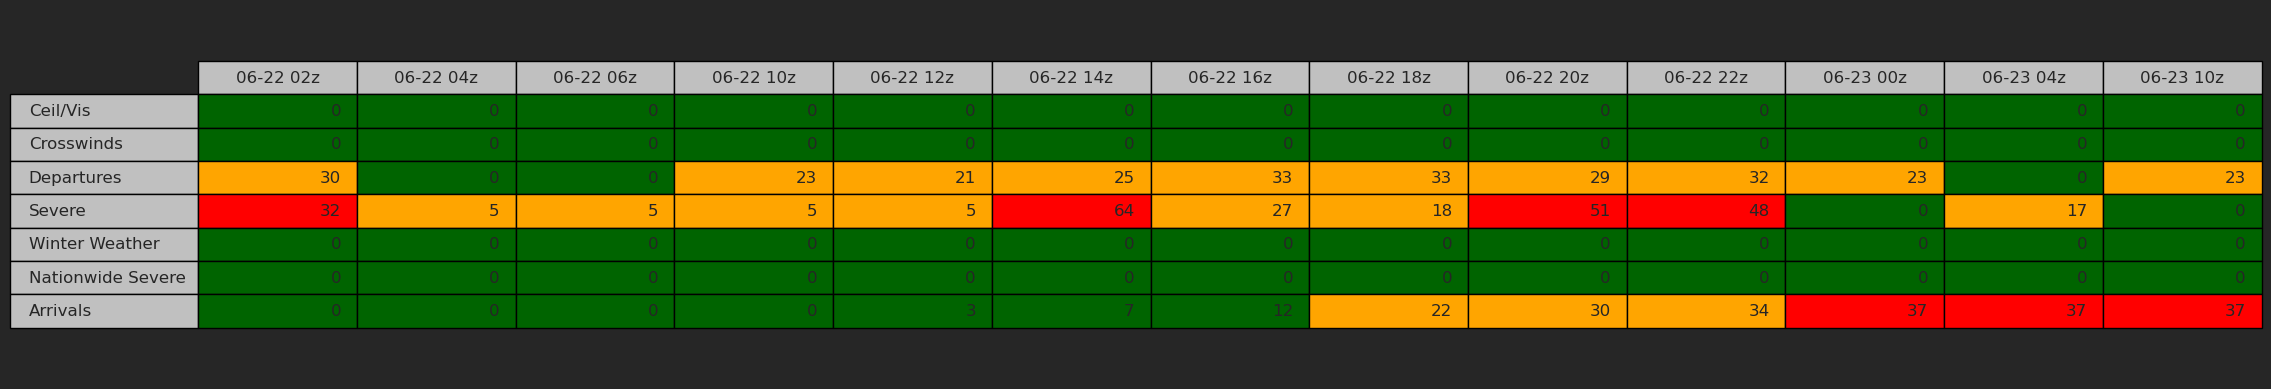 06-22 02z 06-22 04z 06-22 06z 06-22 10z 06-22 12z 06-22 14z 06-22 16z 06-22 18z 06-22 20z 06-22 22z 06-23 00z 06-23 04z 06-23 10z
Ceil/Vis 0 0 0 0 0 0 0 0 0 0 0 0 0
Crosswinds 0 0 0 0 0 0 0 0 0 0 0 0 0
Departures 30 0 0 23 21 25 33 33 29 32 23 0 23
Severe 32 5 5 5 5 64 27 18 51 48 0 17 0
Winter Weather 0 0 0 0 0 0 0 0 0 0 0 0 0
Nationwide Severe 0 0 0 0 0 0 0 0 0 0 0 0 0
Arrivals 0 0 0 0 3 7 12 22 30 34 37 37 37